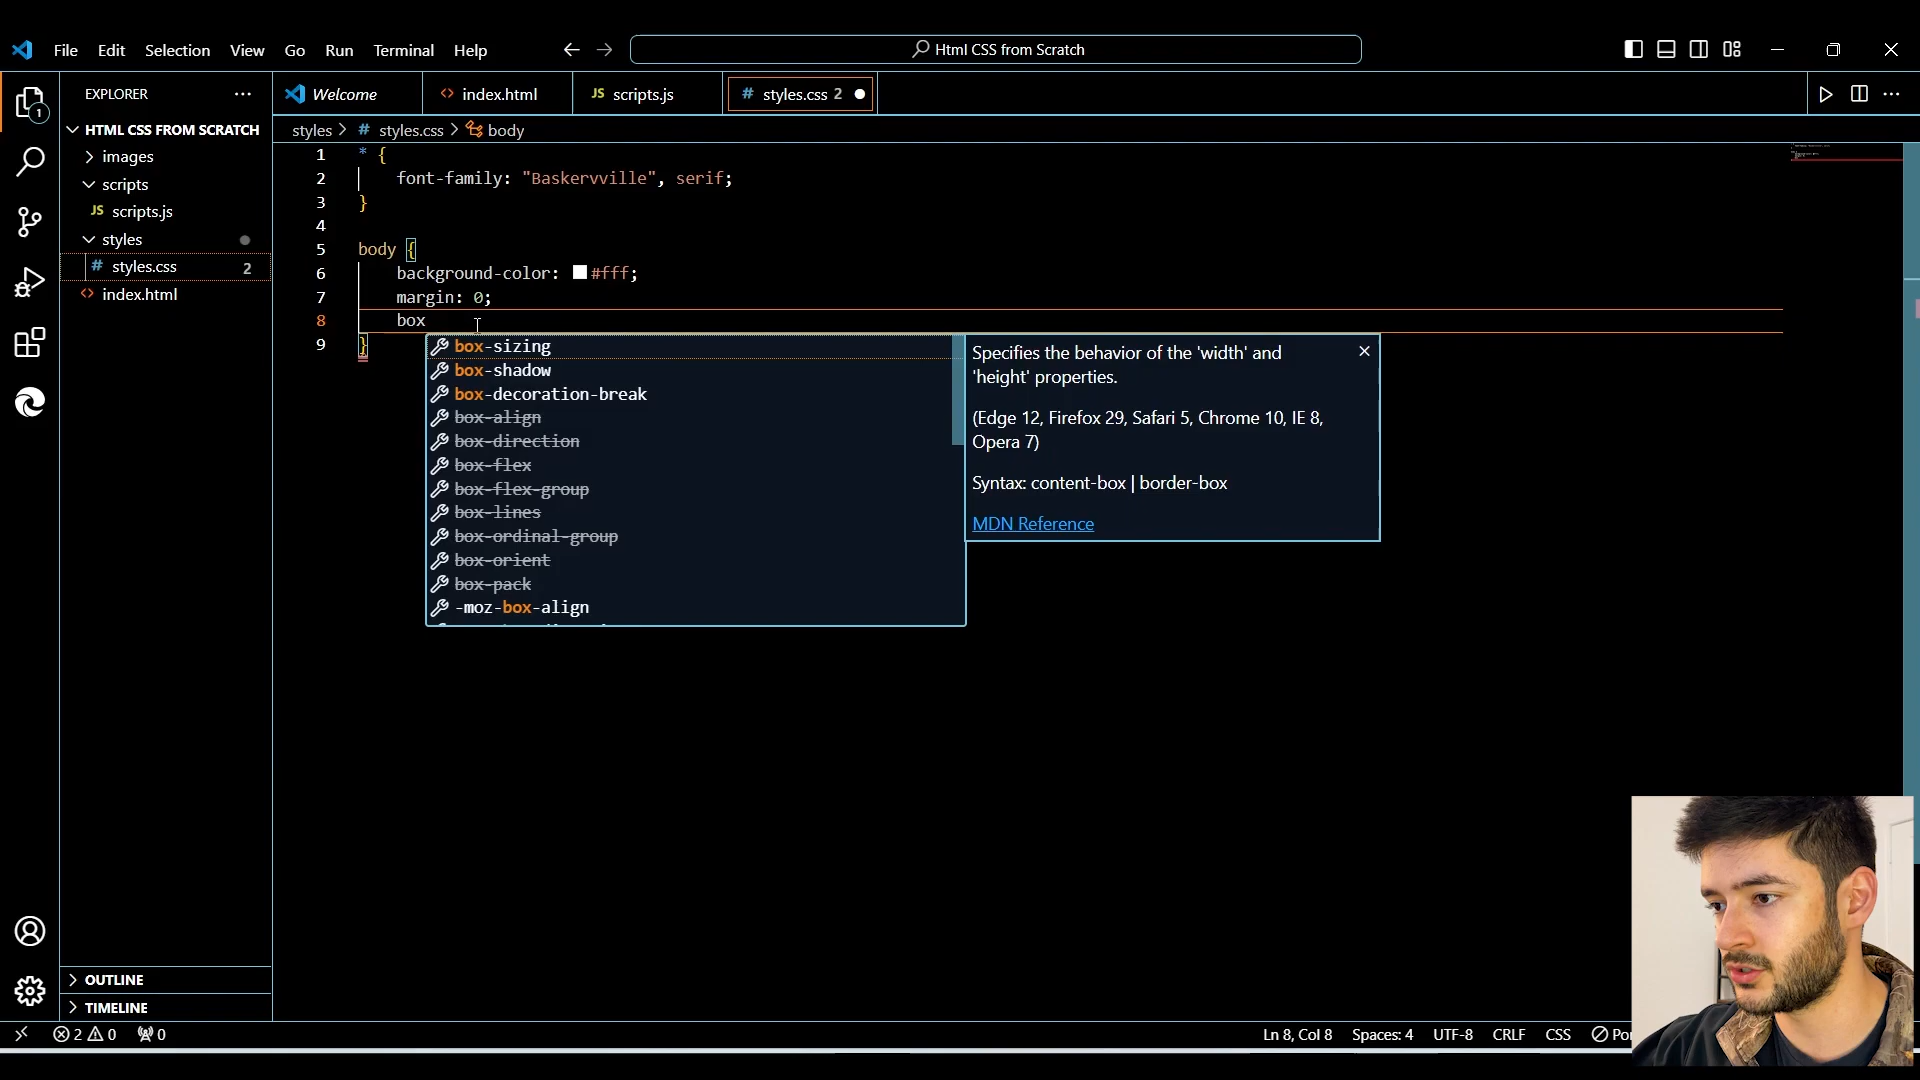 File Edit Selection View Go Run Terminal Help
Html CSS from Scratch
EXPLORER
Welcome
index.html
JS scripts.js
# styles.css 2
1
HTML CSS FROM SCRATCH
images
scripts
JS scripts.js
styles
# styles.css 2
index.html
styles > # styles.css > body
1 * {
2 font-family: "Baskervville", serif;
3 }
4
5 body {
6 background-color: #fff;
7 margin: 0;
8 box
9 }
box-sizing
box-shadow
box-decoration-break
box-align
box-direction
box-flex
box-flex-group
box-lines
box-ordinal-group
box-orient
box-pack
-moz-box-align
Specifies the behavior of the 'width' and
'height' properties.
(Edge 12, Firefox 29, Safari 5, Chrome 10, IE 8,
Opera 7)
Syntax: content-box | border-box
MDN Reference
OUTLINE
TIMELINE
2 0 0
Ln 8, Col 8 Spaces: 4 UTF-8 CRLF CSS